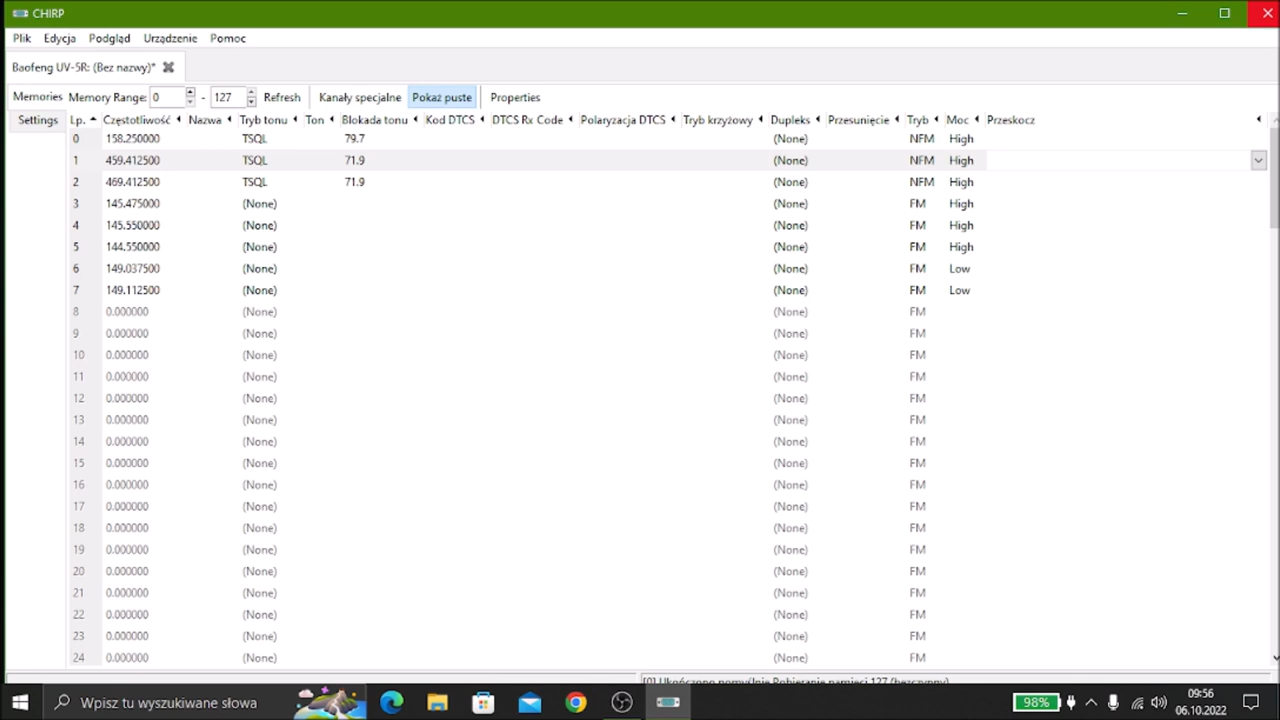 CHIRP
Plik Edycja Podgląd Urządzenie Pomoc
Baofeng UV-5R: (Bez nazwy)*
Memories Memory Range: 0 - 127 Refresh Kanały specjalne Pokaż puste Properties
Settings Lp. Częstotliwość Nazwa Tryb tonu Ton Blokada tonu Kod DTCS DTCS Rx Code Polaryzacja DTCS Tryb krzyżowy Dupleks Przesunięcie Tryb Moc Przeskocz
0 158.250000 TSQL 79.7 (None) NFM High
1 459.412500 TSQL 71.9 (None) NFM High
2 469.412500 TSQL 71.9 (None) NFM High
3 145.475000 (None) (None) FM High
4 145.550000 (None) (None) FM High
5 144.550000 (None) (None) FM High
6 149.037500 (None) (None) FM Low
7 149.112500 (None) (None) FM Low
8 0.000000 (None) (None) FM
9 0.000000 (None) (None) FM
10 0.000000 (None) (None) FM
11 0.000000 (None) (None) FM
12 0.000000 (None) (None) FM
13 0.000000 (None) (None) FM
14 0.000000 (None) (None) FM
15 0.000000 (None) (None) FM
16 0.000000 (None) (None) FM
17 0.000000 (None) (None) FM
18 0.000000 (None) (None) FM
19 0.000000 (None) (None) FM
20 0.000000 (None) (None) FM
21 0.000000 (None) (None) FM
22 0.000000 (None) (None) FM
23 0.000000 (None) (None) FM
24 0.000000 (None) (None) FM
[0] Ukończono pomyślnie Pobieranie pamięci 127 (bezczynny)
Wpisz tu wyszukiwane słowa 98% 09:56
06.10.2022